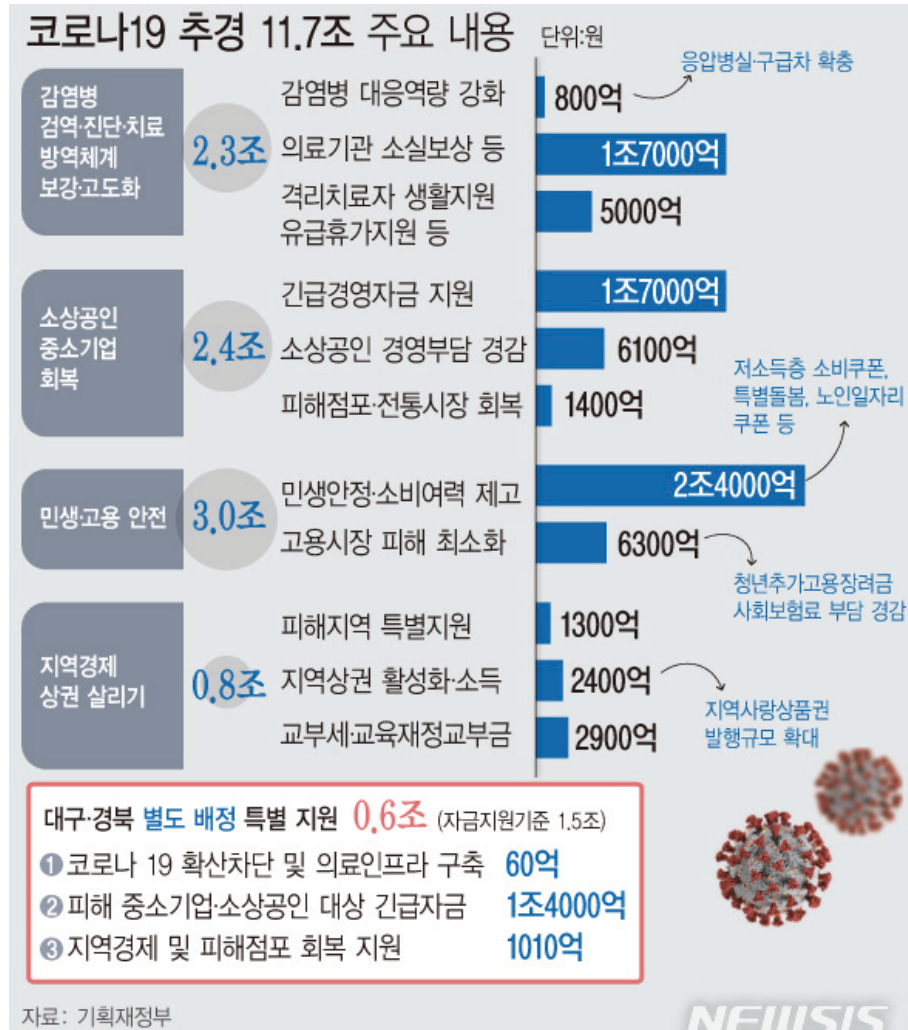 코로나19 추경 11.7조 주요 내용 단위:원
감염병
검역·진단·치료
방역체계
보강·고도화
2.3조
감염병 대응역량 강화 800억
응압병실·구급차 확충
의료기관 소실보상 등 1조7000억
격리치료자 생활지원
유급휴가지원 등 5000억
소상공인
중소기업
회복
2.4조
긴급경영자금 지원 1조7000억
소상공인 경영부담 경감 6100억
피해점포·전통시장 회복 1400억
저소득층 소비쿠폰,
특별돌봄, 노인일자리
쿠폰 등
민생·고용 안전 3.0조
민생안정·소비여력 제고 2조4000억
고용시장 피해 최소화 6300억
청년추가고용장려금
사회보험료 부담 경감
지역경제
상권 살리기
0.8조
피해지역 특별지원 1300억
지역상권 활성화·소득 2400억
지역사랑상품권
발행규모 확대
교부세·교육재정교부금 2900억
대구·경북 별도 배정 특별 지원 0.6조 (자금지원기준 1.5조)
❶ 코로나 19 확산차단 및 의료인프라 구축 60억
❷ 피해 중소기업·소상공인 대상 긴급자금 1조4000억
❸ 지역경제 및 피해점포 회복 지원 1010억
자료: 기획재정부
NEWSIS